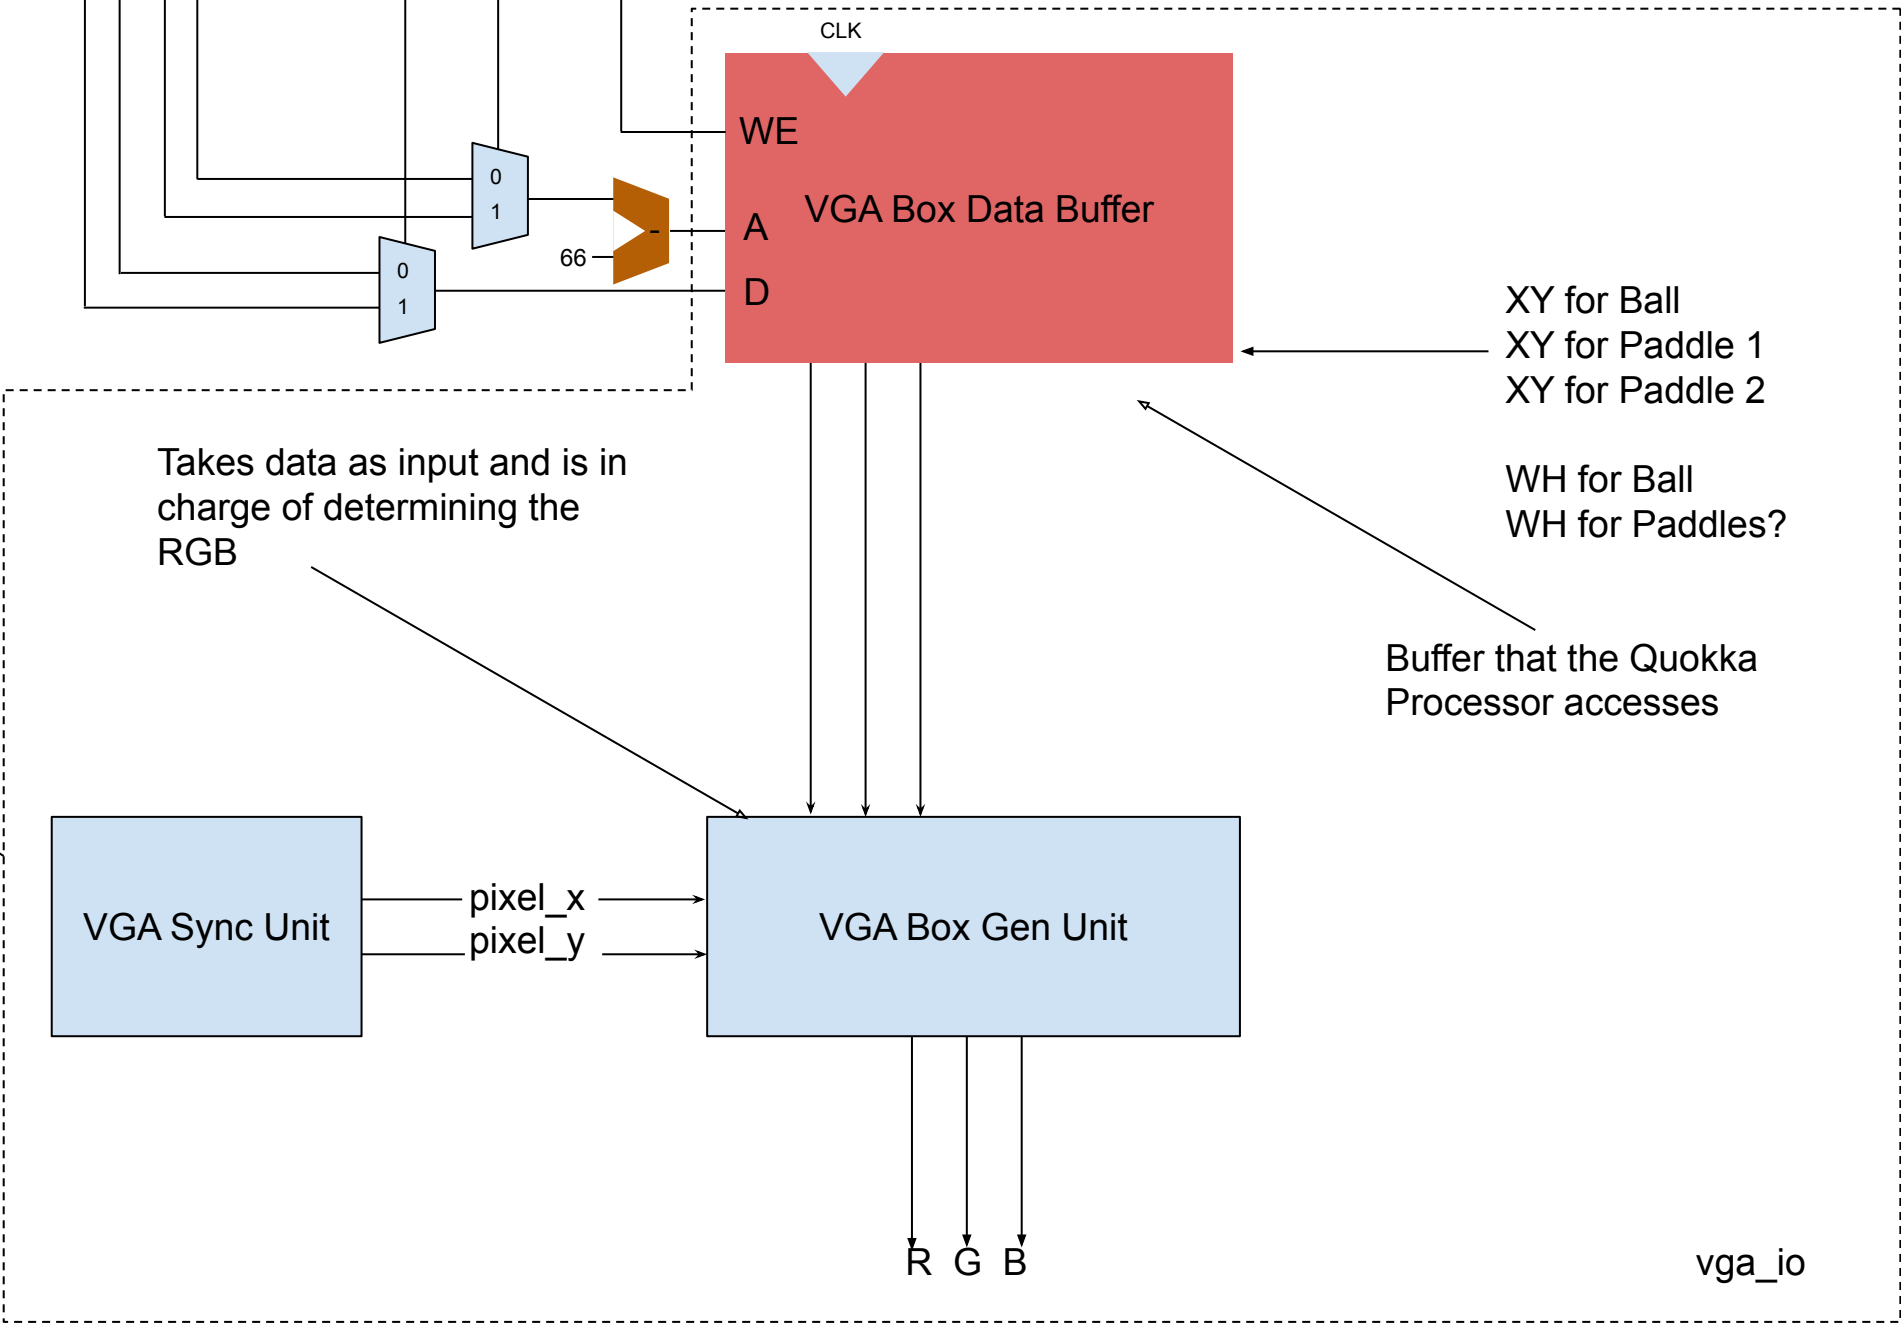 CLK
WE
0
1
VGA Box Data Buffer
-
A
66
0
1
D
XY for Ball
XY for Paddle 1
XY for Paddle 2
WH for Ball
WH for Paddles?
Takes data as input and is in
charge of determining the
RGB
Buffer that the Quokka
Processor accesses
VGA Sync Unit
pixel_x
pixel_y
VGA Box Gen Unit
R G B
vga_io